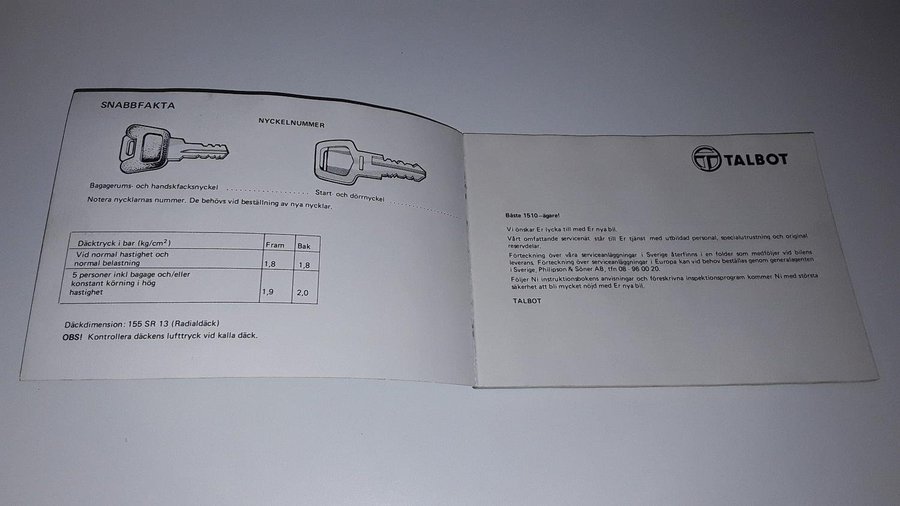 SNABBFAKTA
NYCKELNUMMER
Bagagerums- och handskfacksnyckel
Start- och dörrnyckel
Notera nycklarnas nummer. De behövs vid beställning av nya nycklar.
Däcktryck i bar (kg/cm²) Fram Bak
Vid normal hastighet och
normal belastning 1,8 1,8
5 personer inkl bagage och/eller
konstant körning i hög
hastighet 1,9 2,0
Däckdimension: 155 SR 13 (Radialdäck)
OBS! Kontrollera däckens lufttryck vid kalla däck.
TALBOT
Bäste 1510-ägare!
Vi önskar Er lycka till med Er nya bil.
Vårt omfattande servicenät står till Er tjänst med utbildad personal, specialutrustning och original
reservdelar.
Förteckning över våra serviceanläggningar i Sverige återfinns i en folder som medföljer vid bilens
leverans. Förteckning över serviceanläggningar i Europa kan vid behov beställas genom generalagenten
i Sverige, Philipson & Söner AB, tfn 08 - 96 00 20.
Följer Ni instruktionsbokens anvisningar och föreskrivna inspektionsprogram kommer Ni med största
säkerhet att bli mycket nöjd med Er nya bil.
TALBOT